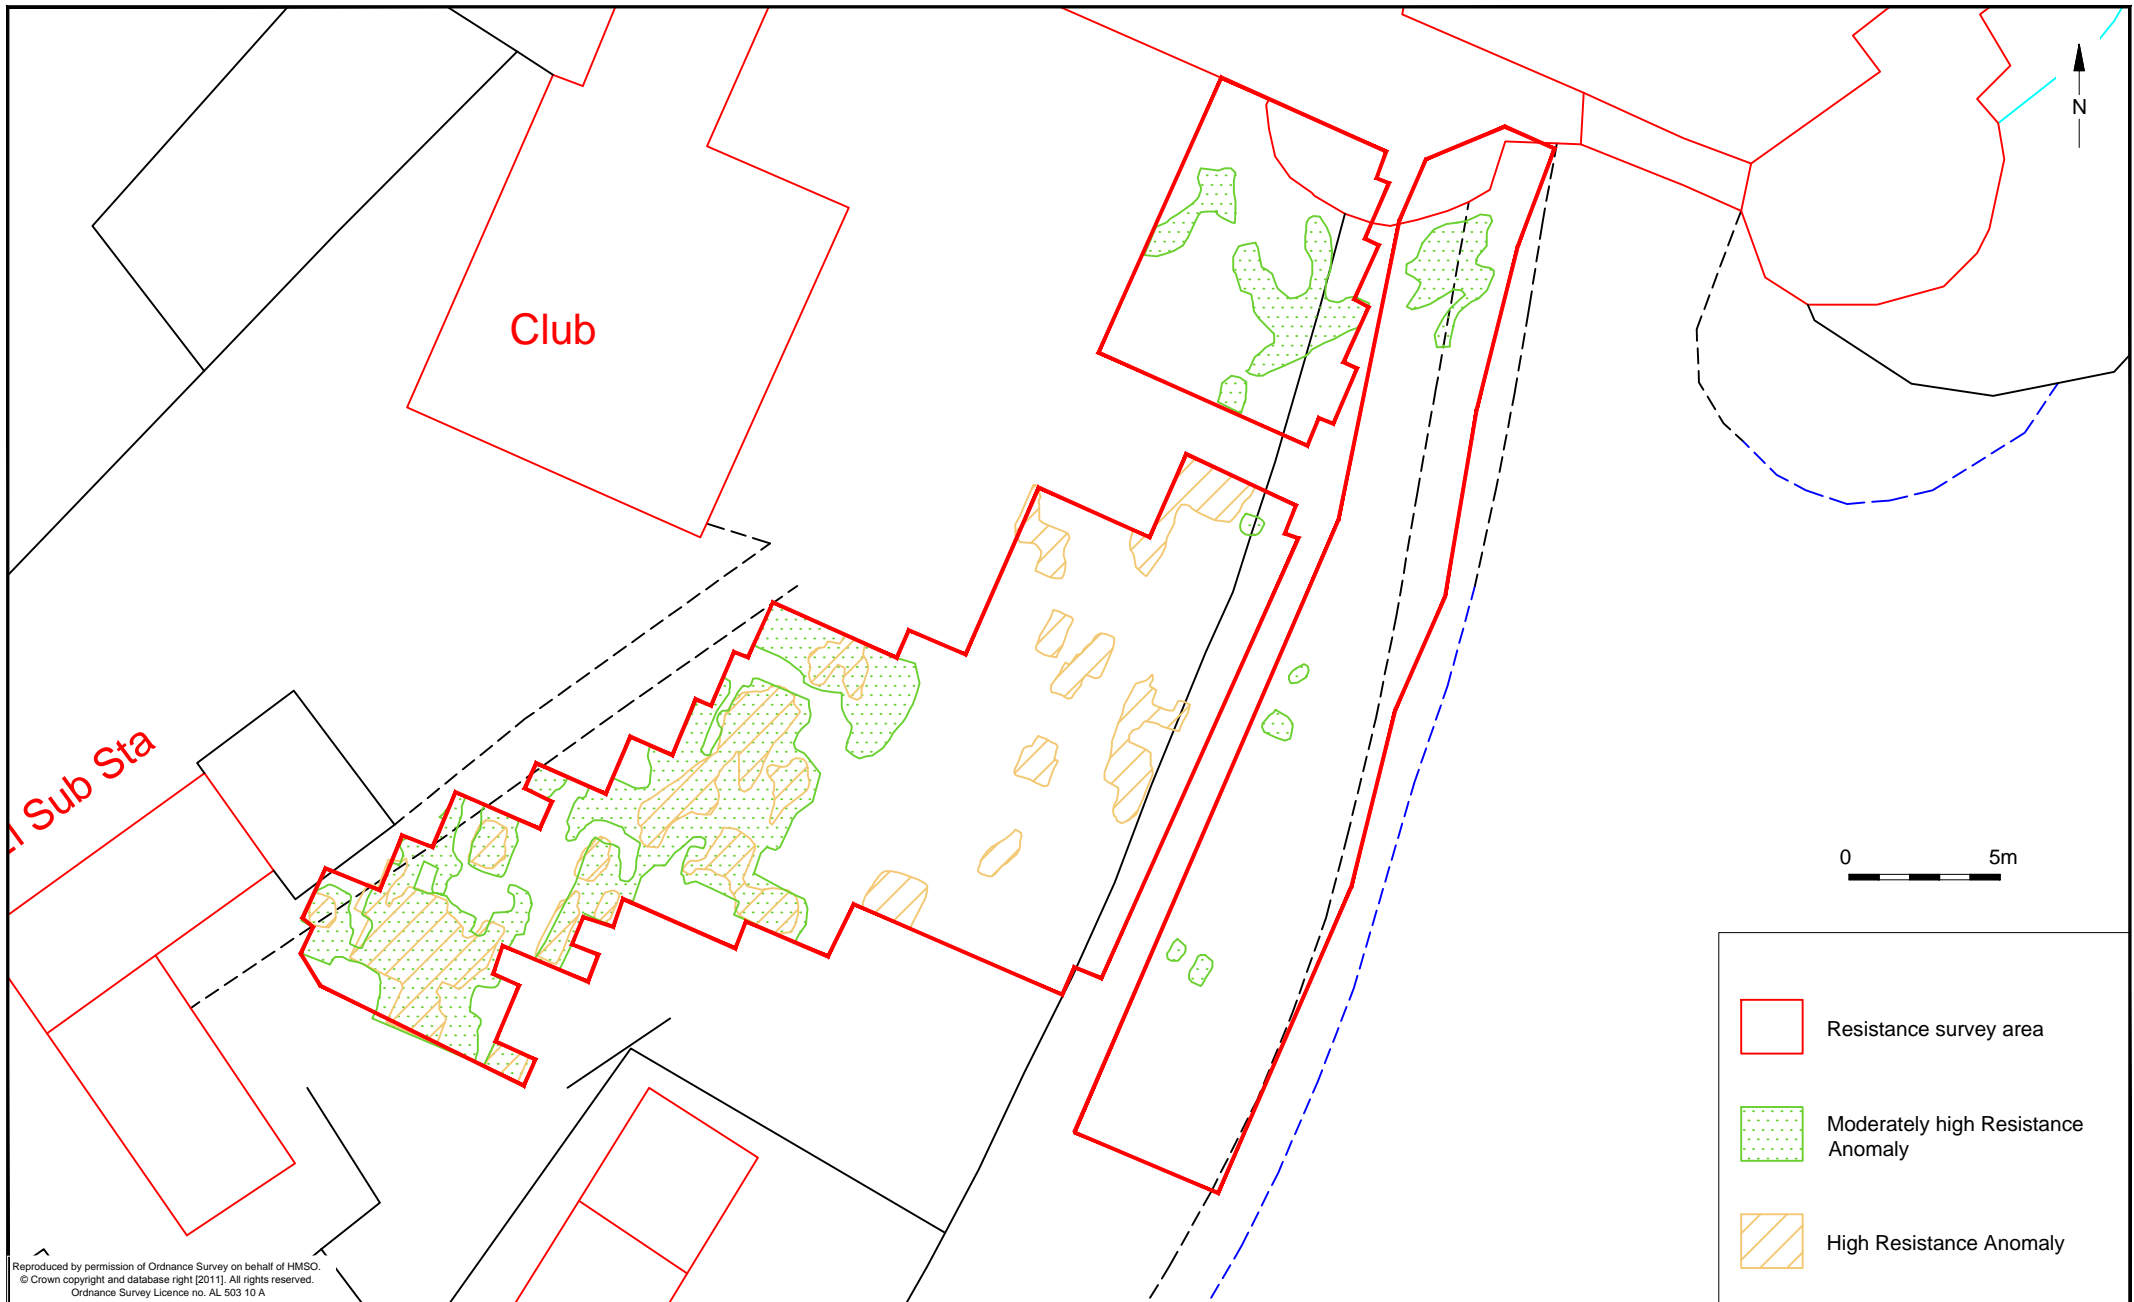 N
Club
Sub Sta
0 5m
Resistance survey area
Moderately high Resistance
Anomaly
High Resistance Anomaly
Reproduced by permission of Ordnance Survey on behalf of HMSO.
© Crown copyright and database right [2011]. All rights reserved.
Ordnance Survey Licence no. AL 503 10 A